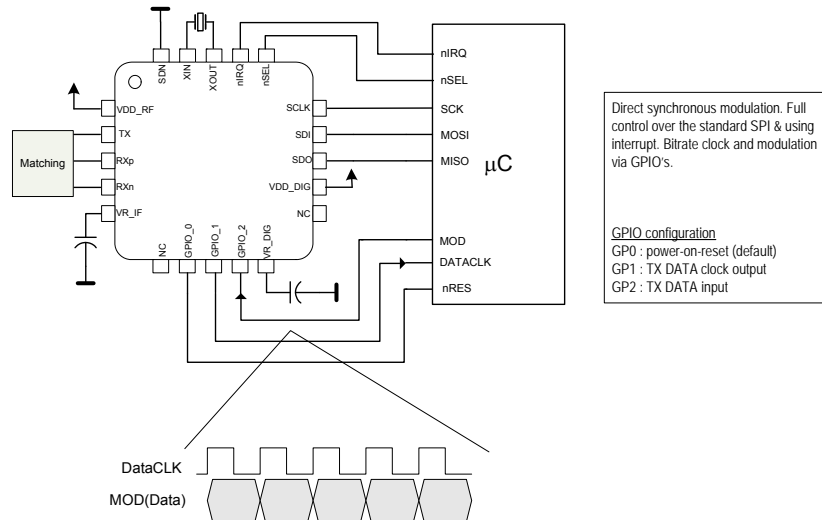 SDN
XIN
XOUT
nIRQ
nSEL
VDD_RF
TX
RXp
RXn
VR_IF
Matching
SCLK
SDI
SDO
VDD_DIG
NC
NC
GPIO_0
GPIO_1
GPIO_2
VR_DIG
nIRQ
nSEL
SCK
MOSI
MISO
μC
MOD
DATACLK
nRES
Direct synchronous modulation. Full
control over the standard SPI & using
interrupt. Bitrate clock and modulation
via GPIO's.
GPIO configuration
GP0 : power-on-reset (default)
GP1 : TX DATA clock output
GP2 : TX DATA input
DataCLK
MOD(Data)